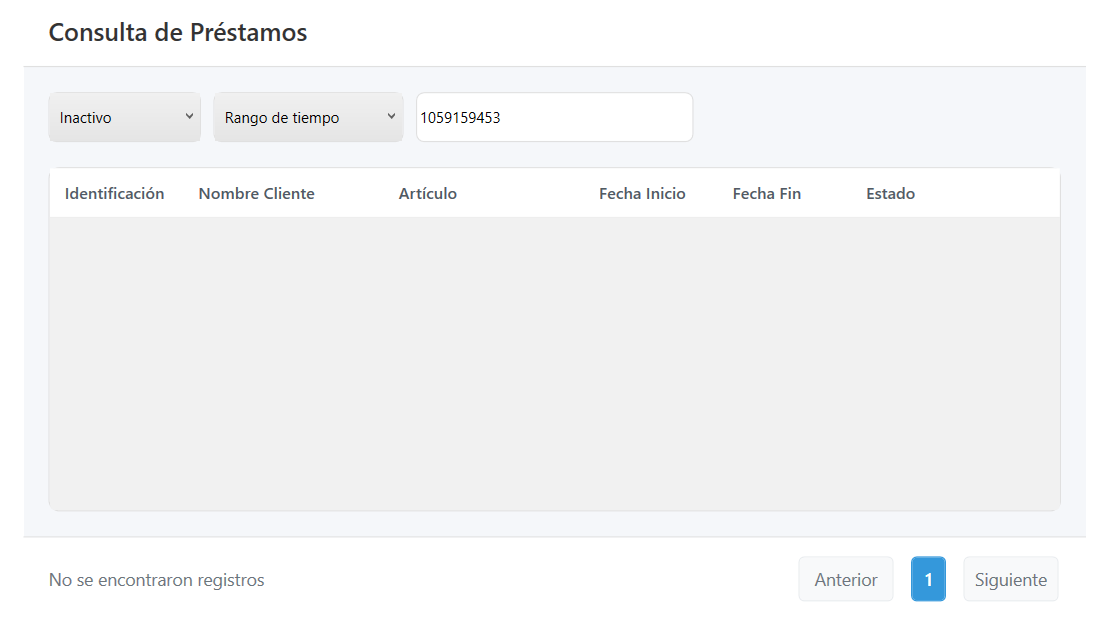 Consulta de Préstamos
Inactivo Rango de tiempo 1059159453
Identificación Nombre Cliente Artículo Fecha Inicio Fecha Fin Estado
No se encontraron registros Anterior 1 Siguiente